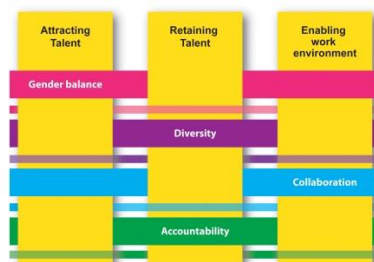 Attracting
Talent
Retaining
Talent
Enabling
work
environment
Gender balance
Diversity
Collaboration
Accountability